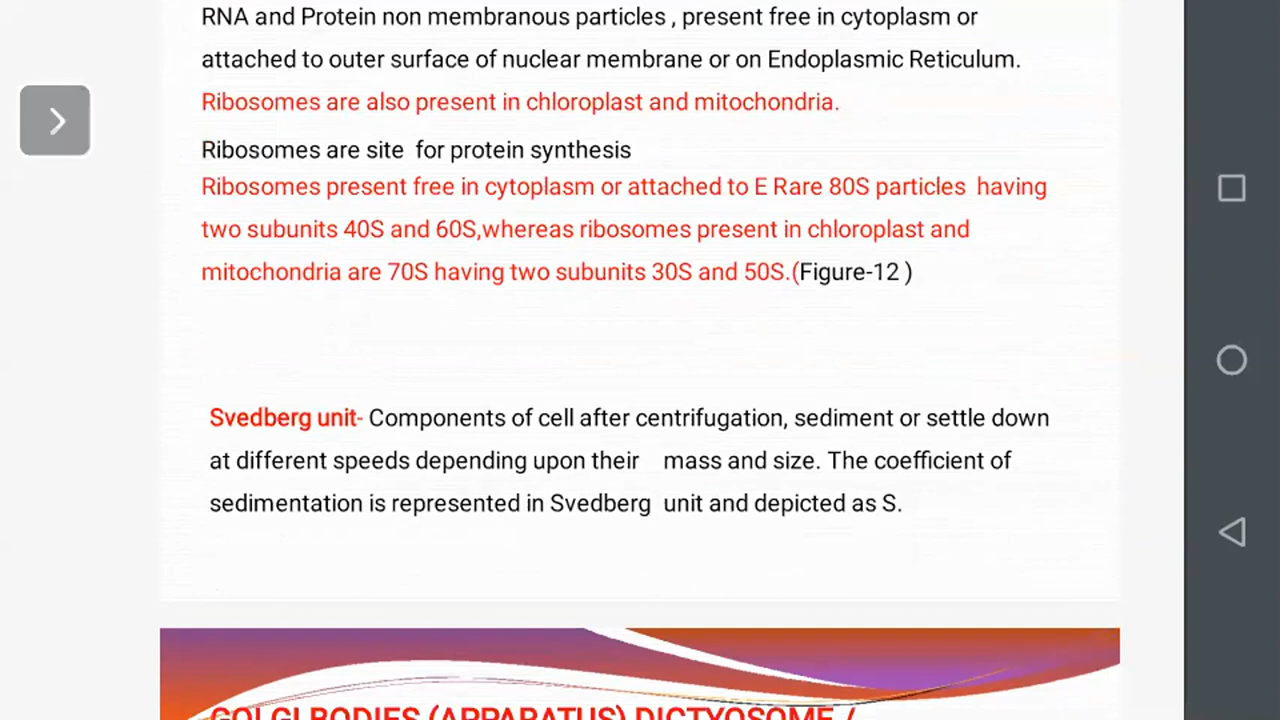 RNA and Protein non membranous particles , present free in cytoplasm or
attached to outer surface of nuclear membrane or on Endoplasmic Reticulum.
Ribosomes are also present in chloroplast and mitochondria.
Ribosomes are site for protein synthesis
Ribosomes present free in cytoplasm or attached to E Rare 80S particles having
two subunits 40S and 60S,whereas ribosomes present in chloroplast and
mitochondria are 70S having two subunits 30S and 50S.(Figure-12 )
Svedberg unit- Components of cell after centrifugation, sediment or settle down
at different speeds depending upon their mass and size. The coefficient of
sedimentation is represented in Svedberg unit and depicted as S.
GOLGI BODIES (APPARATUS) DICTYOSOME /